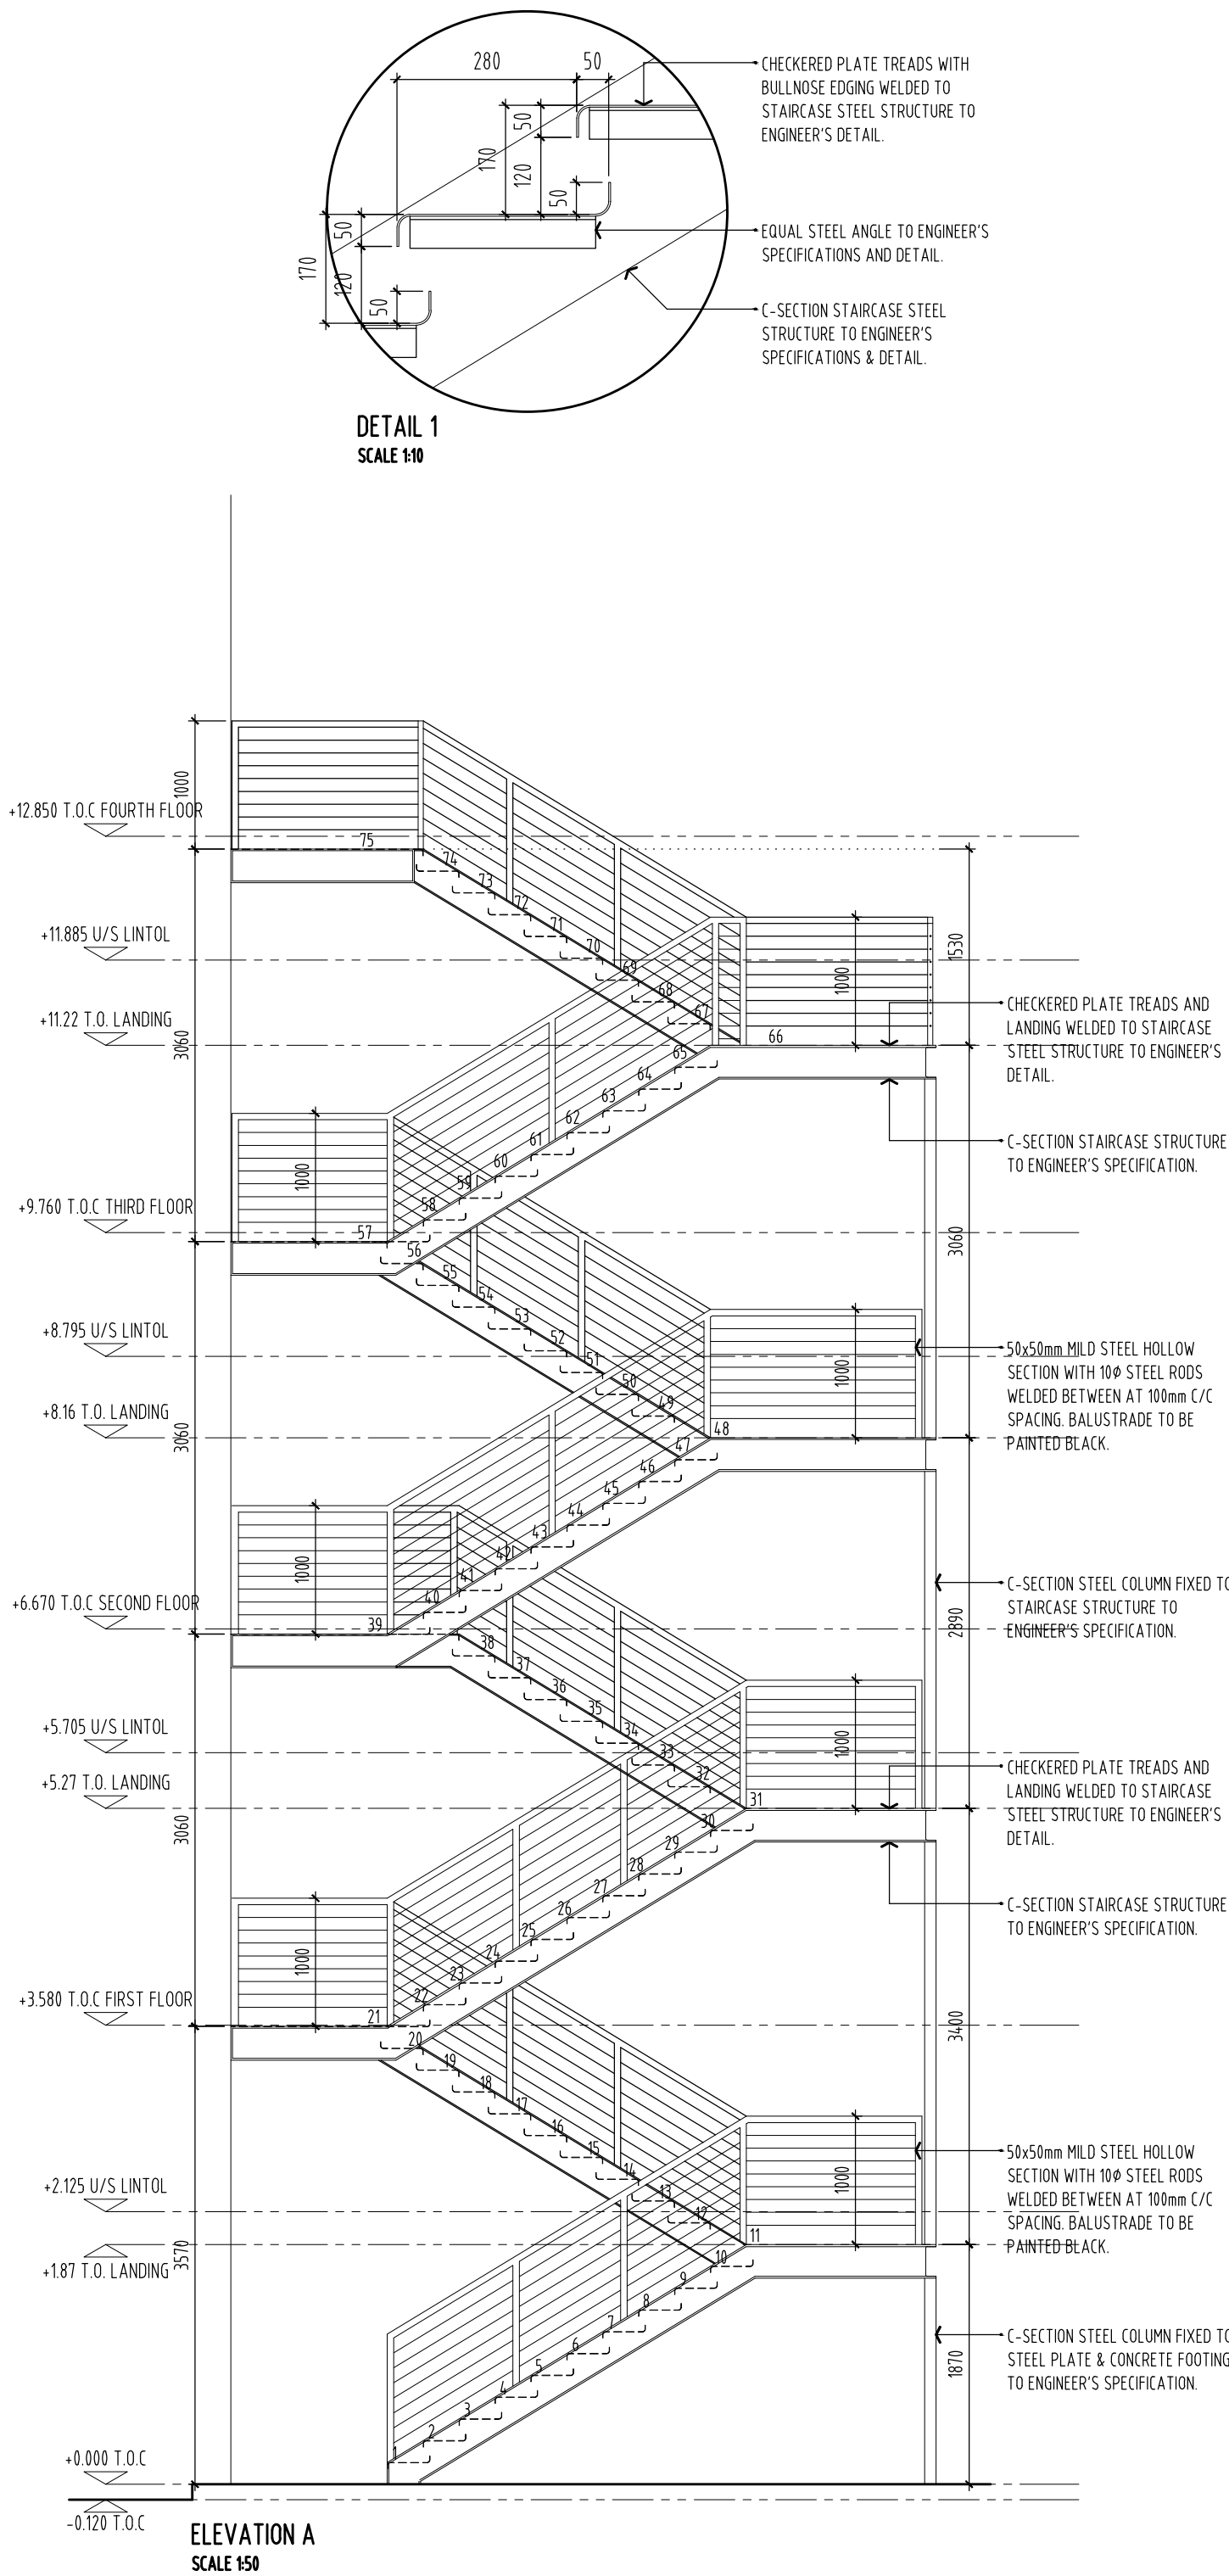 280
50
CHECKERED PLATE TREADS WITH
BULLNOSE EDGING WELDED TO
STAIRCASE STEEL STRUCTURE TO
ENGINEER'S DETAIL.
50
170
120
50
50
170
120
50
EQUAL STEEL ANGLE TO ENGINEER'S
SPECIFICATIONS AND DETAIL.
C-SECTION STAIRCASE STEEL
STRUCTURE TO ENGINEER'S
SPECIFICATIONS & DETAIL.
DETAIL 1
SCALE 1:10
1000
+12.850 T.O.C FOURTH FLOOR
75
74
73
72
71
70
69
68
67
66
+11.885 U/S LINTOL
1530
1000
+11.22 T.O. LANDING
3060
CHECKERED PLATE TREADS AND
LANDING WELDED TO STAIRCASE
STEEL STRUCTURE TO ENGINEER'S
DETAIL.
65
64
63
62
61
60
59
58
57
C-SECTION STAIRCASE STRUCTURE
TO ENGINEER'S SPECIFICATION.
1000
+9.760 T.O.C THIRD FLOOR
3060
56
55
54
53
52
51
50
49
48
+8.795 U/S LINTOL
1000
50x50mm MILD STEEL HOLLOW
SECTION WITH 10Ø STEEL RODS
WELDED BETWEEN AT 100mm C/C
SPACING. BALUSTRADE TO BE
PAINTED BLACK.
+8.16 T.O. LANDING
3060
47
46
45
44
43
42
41
40
39
1000
+6.670 T.O.C SECOND FLOOR
C-SECTION STEEL COLUMN FIXED TO
STAIRCASE STRUCTURE TO
ENGINEER'S SPECIFICATION.
2890
38
37
36
35
34
33
32
31
+5.705 U/S LINTOL
1000
+5.27 T.O. LANDING
3060
CHECKERED PLATE TREADS AND
LANDING WELDED TO STAIRCASE
STEEL STRUCTURE TO ENGINEER'S
DETAIL.
30
29
28
27
26
25
24
23
22
21
C-SECTION STAIRCASE STRUCTURE
TO ENGINEER'S SPECIFICATION.
1000
+3.580 T.O.C FIRST FLOOR
3400
20
19
18
17
16
15
14
13
12
11
1000
50x50mm MILD STEEL HOLLOW
SECTION WITH 10Ø STEEL RODS
WELDED BETWEEN AT 100mm C/C
SPACING. BALUSTRADE TO BE
PAINTED BLACK.
+2.125 U/S LINTOL
3570
+1.87 T.O. LANDING
10
9
8
7
6
5
4
3
2
1
C-SECTION STEEL COLUMN FIXED TO
STEEL PLATE & CONCRETE FOOTING
TO ENGINEER'S SPECIFICATION.
1870
+0.000 T.O.C
-0.120 T.O.C
ELEVATION A
SCALE 1:50